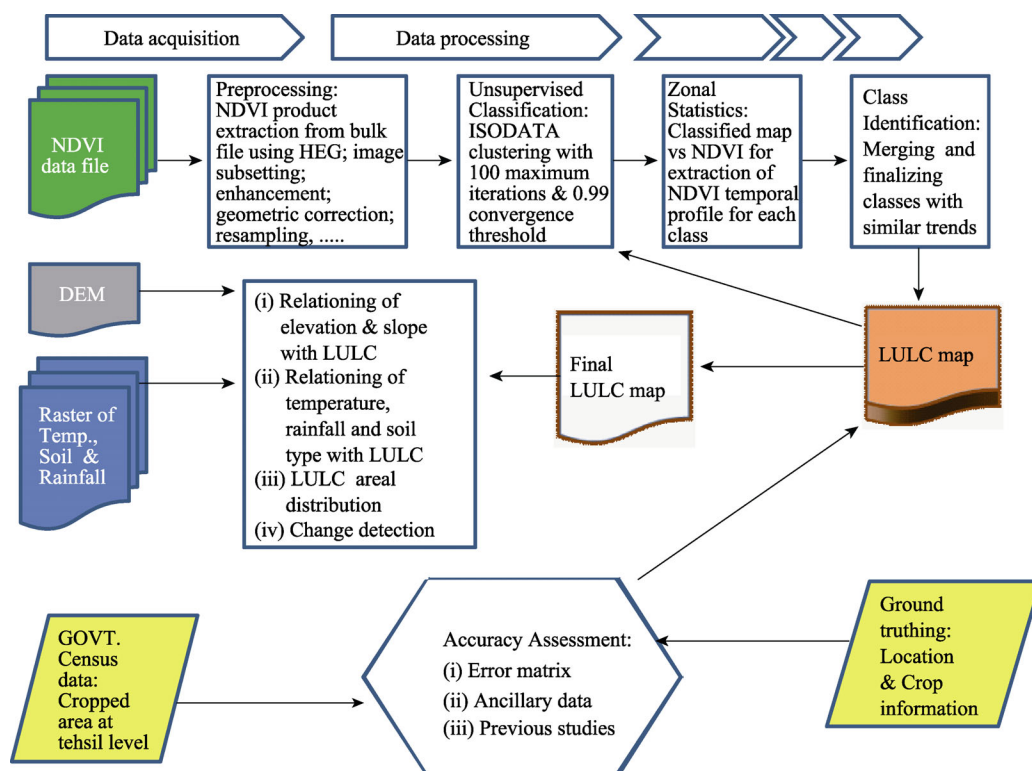 Data acquisition
Data processing
NDVI
data file
Preprocessing:
NDVI product
extraction from bulk
file using HEG; image
subsetting;
enhancement;
geometric correction;
resampling, .....
Unsupervised
Classification:
ISODATA
clustering with
100 maximum
iterations & 0.99
convergence
threshold
Zonal
Statistics:
Classified map
vs NDVI for
extraction of
NDVI temporal
profile for each
class
Class
Identification:
Merging and
finalizing
classes with
similar trends
DEM
Raster of
Temp.,
Soil &
Rainfall
(i) Relationing of
elevation & slope
with LULC
(ii) Relationing of
temperature,
rainfall and soil
type with LULC
(iii) LULC areal
distribution
(iv) Change detection
Final
LULC map
LULC map
GOVT.
Census
data:
Cropped
area at
tehsil level
Accuracy Assessment:
(i) Error matrix
(ii) Ancillary data
(iii) Previous studies
Ground
truthing:
Location
& Crop
information